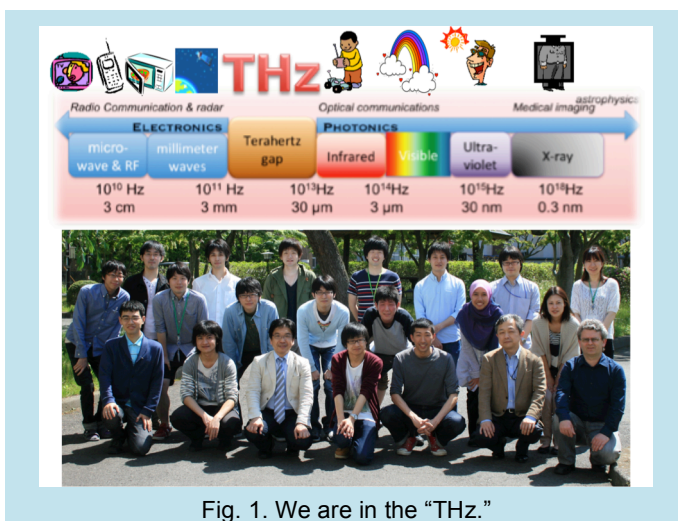 THz
Radio Communication & radar
Optical communications
Medical imaging
astrophysics
ELECTRONICS
PHOTONICS
micro-
wave & RF
millimeter
waves
Terahertz
gap
Infrared
Visible
Ultra-
violet
X-ray
10¹⁰ Hz
10¹¹ Hz
10¹³Hz
10¹⁴Hz
10¹⁵Hz
10¹⁸Hz
3 cm
3 mm
30 µm
3 µm
30 nm
0.3 nm
Fig. 1. We are in the “THz.”